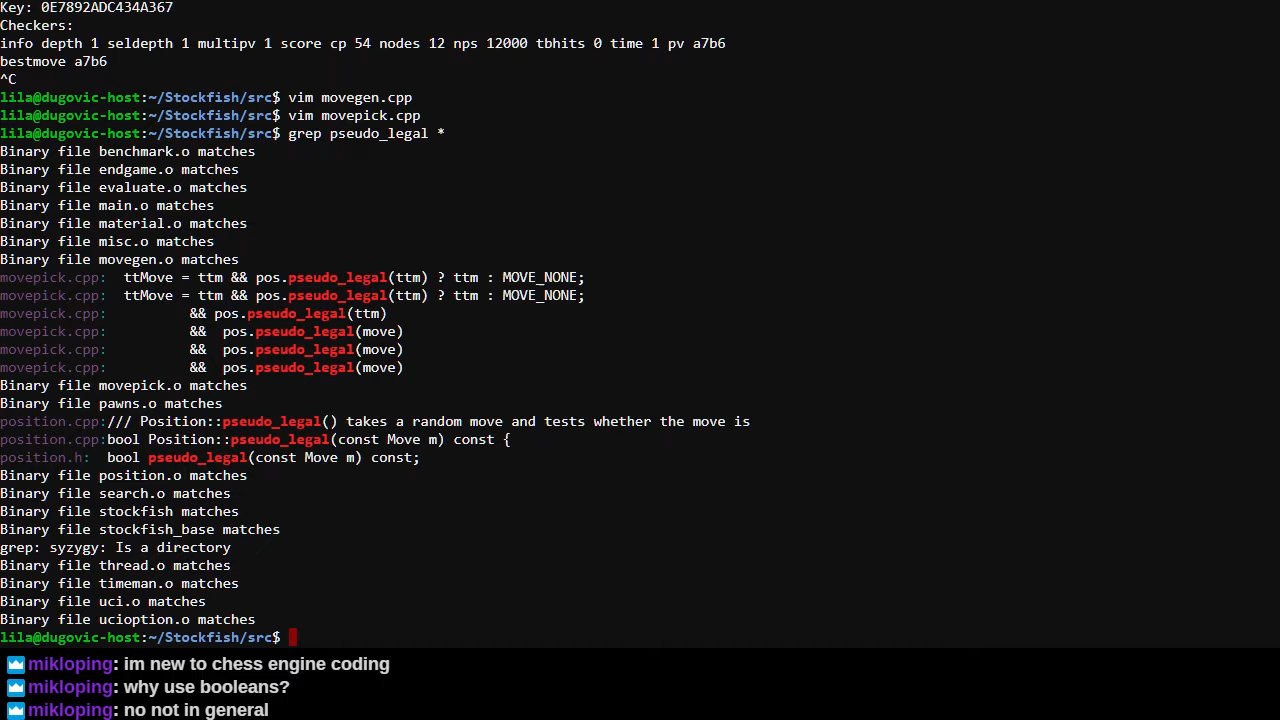 Key: 0E7892ADC434A367
Checkers:
info depth 1 seldepth 1 multipv 1 score cp 54 nodes 12 nps 12000 tbhits 0 time 1 pv a7b6
bestmove a7b6
^C
lila@dugovic-host:~/Stockfish/src$ vim movegen.cpp
lila@dugovic-host:~/Stockfish/src$ vim movepick.cpp
lila@dugovic-host:~/Stockfish/src$ grep pseudo_legal *
Binary file benchmark.o matches
Binary file endgame.o matches
Binary file evaluate.o matches
Binary file main.o matches
Binary file material.o matches
Binary file misc.o matches
Binary file movegen.o matches
movepick.cpp:  ttMove = ttm && pos.pseudo_legal(ttm) ? ttm : MOVE_NONE;
movepick.cpp:  ttMove = ttm && pos.pseudo_legal(ttm) ? ttm : MOVE_NONE;
movepick.cpp:          && pos.pseudo_legal(ttm)
movepick.cpp:          &&  pos.pseudo_legal(move)
movepick.cpp:          &&  pos.pseudo_legal(move)
movepick.cpp:          &&  pos.pseudo_legal(move)
Binary file movepick.o matches
Binary file pawns.o matches
position.cpp:/// Position::pseudo_legal() takes a random move and tests whether the move is
position.cpp:bool Position::pseudo_legal(const Move m) const {
position.h:  bool pseudo_legal(const Move m) const;
Binary file position.o matches
Binary file search.o matches
Binary file stockfish matches
Binary file stockfish_base matches
grep: syzygy: Is a directory
Binary file thread.o matches
Binary file timeman.o matches
Binary file uci.o matches
Binary file ucioption.o matches
lila@dugovic-host:~/Stockfish/src$
mikloping: im new to chess engine coding
mikloping: why use booleans?
mikloping: no not in general